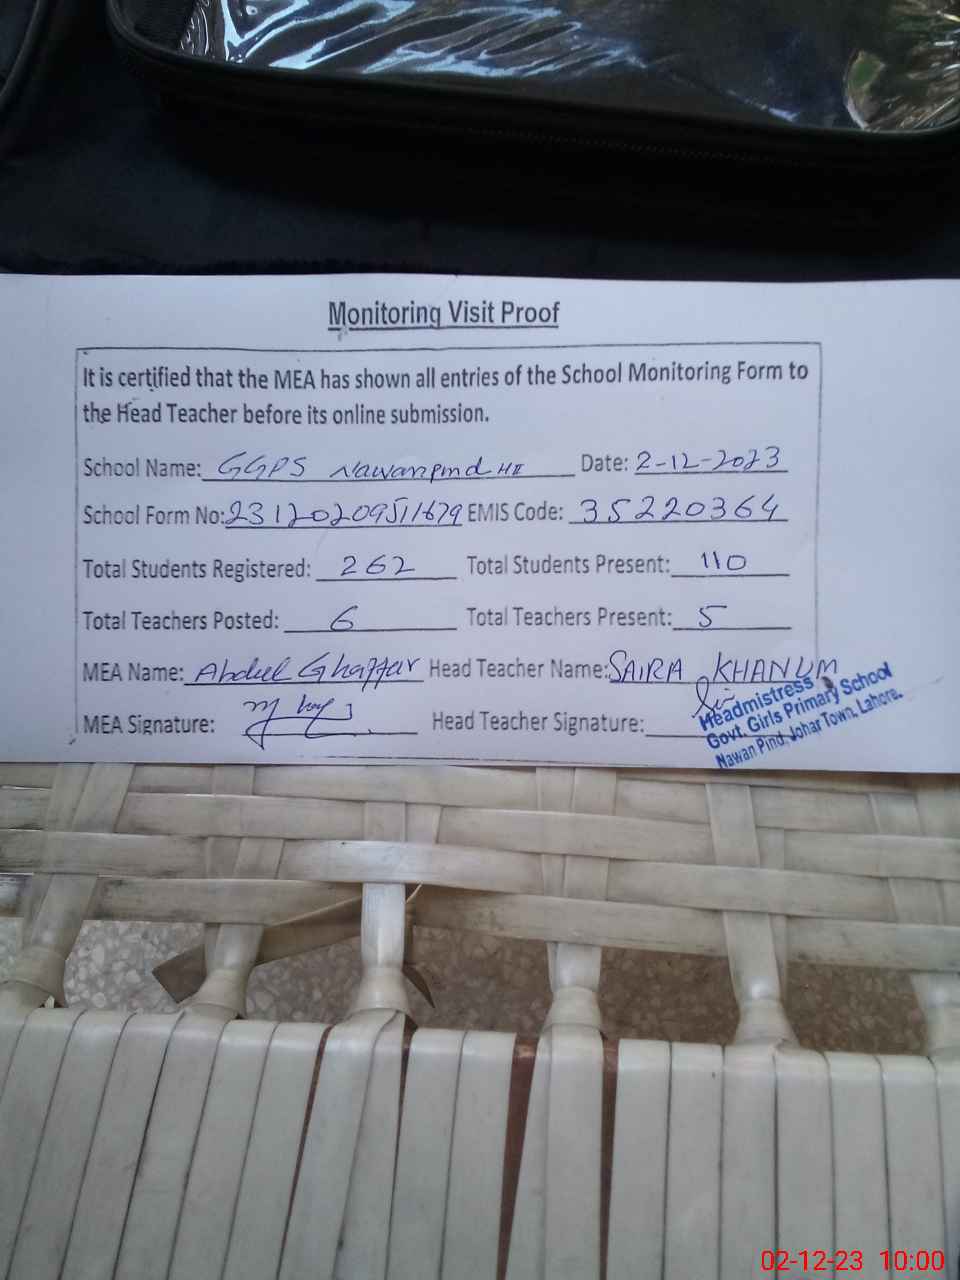 Monitoring Visit Proof
It is certified that the MEA has shown all entries of the School Monitoring Form to
the Head Teacher before its online submission.
School Name: GGPS Nawanpind HII Date: 2-12-2023
School Form No: 23120209511679 EMIS Code: 35220364
Total Students Registered: 262 Total Students Present: 110
Total Teachers Posted: 6 Total Teachers Present: 5
MEA Name: Abdul Ghaffar Head Teacher Name: SAIRA KHANUM
MEA Signature: Head Teacher Signature:
Headmistress
Govt. Girls Primary School
Nawan Pind, Johar Town, Lahore.
02-12-23 10:00